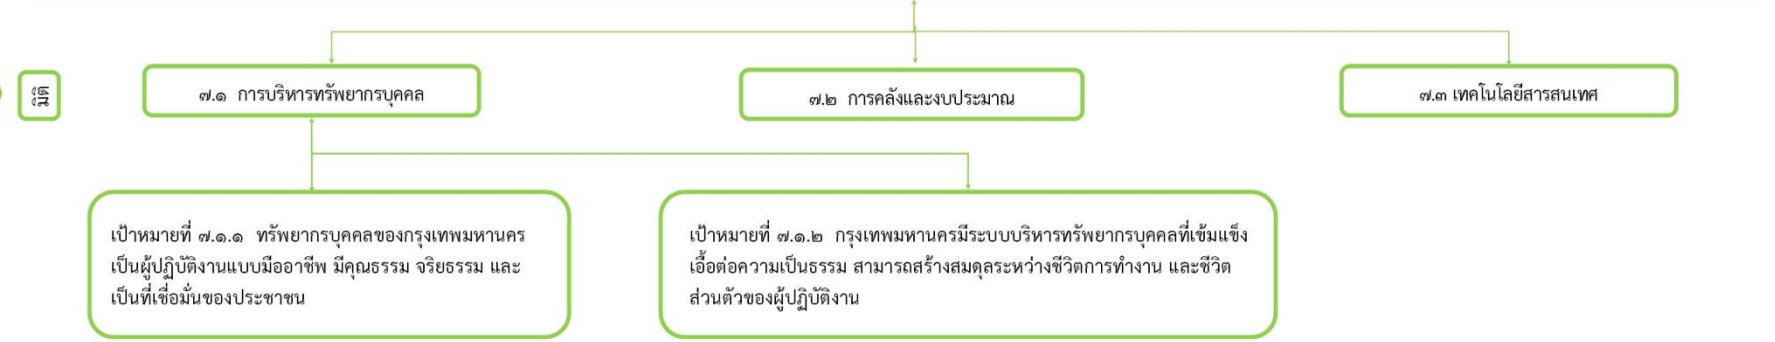 มิติ
๗.๑ การบริหารทรัพยากรบุคคล
๗.๒ การคลังและงบประมาณ
๗.๓ เทคโนโลยีสารสนเทศ
เป้าหมายที่ ๗.๑.๑ ทรัพยากรบุคคลของกรุงเทพมหานคร
เป็นผู้ปฏิบัติงานแบบมืออาชีพ มีคุณธรรม จริยธรรม และ
เป็นที่เชื่อมั่นของประชาชน
เป้าหมายที่ ๗.๑.๒ กรุงเทพมหานครมีระบบบริหารทรัพยากรบุคคลที่เข้มแข็ง
เอื้อต่อความเป็นธรรม สามารถสร้างสมดุลระหว่างชีวิตการทำงาน และชีวิต
ส่วนตัวของผู้ปฏิบัติงาน